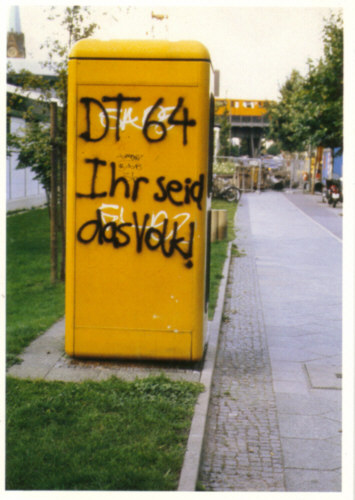 DT 64
Ihr seid
das Volk!